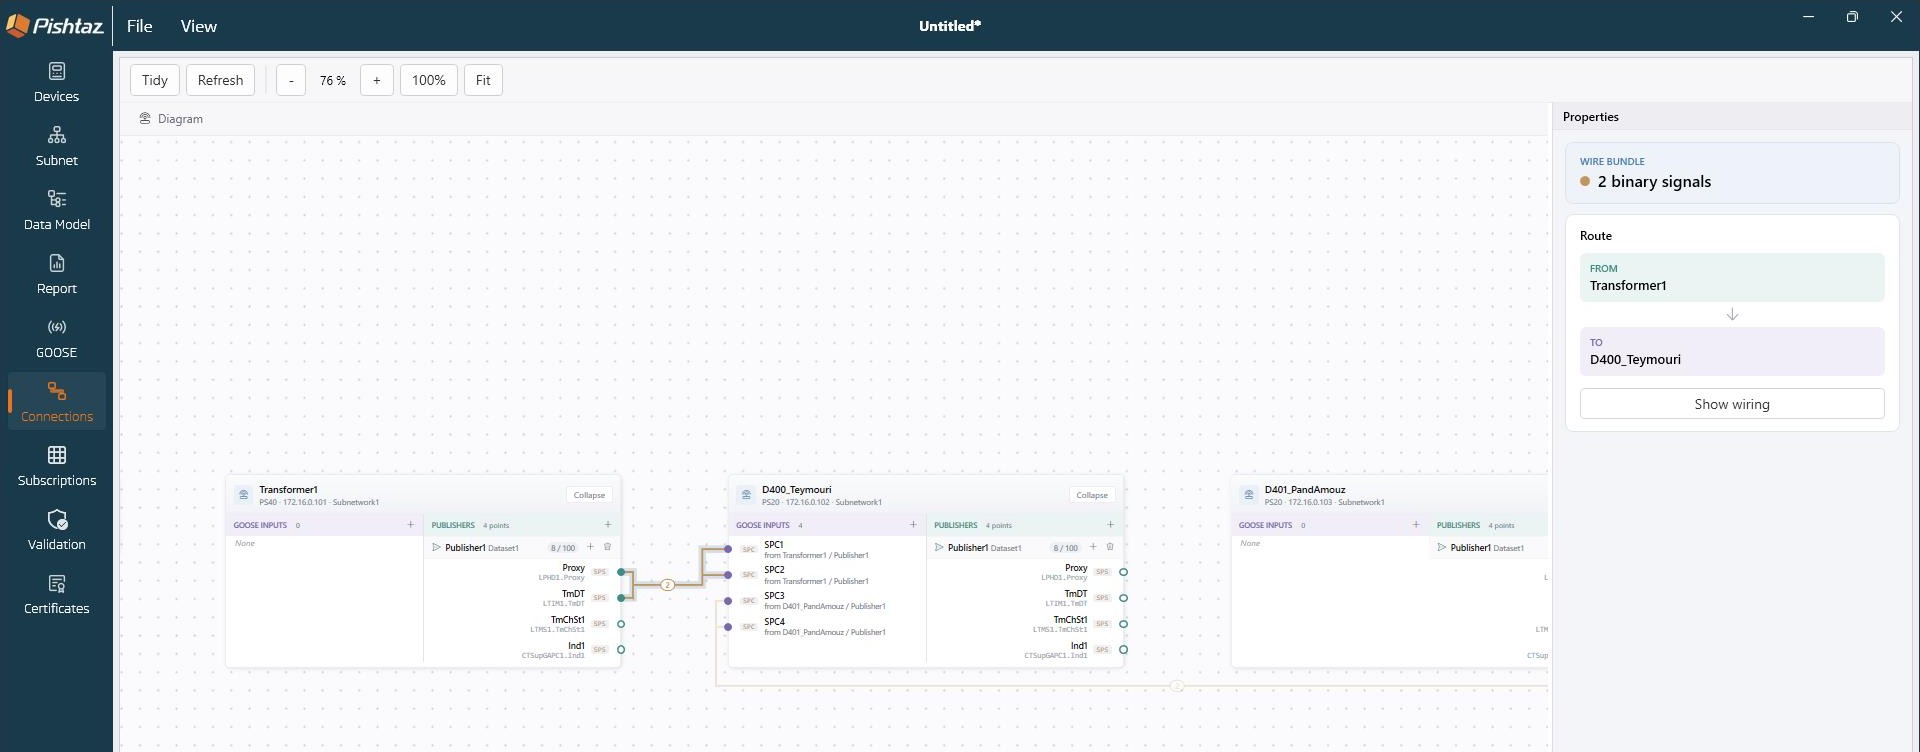 Pishtaz
File
View
Untitled*
Devices
Subnet
Data Model
Report
GOOSE
Connections
Subscriptions
Validation
Certificates
Tidy
Refresh
-
76 %
+
100%
Fit
Diagram
Transformer1
PS40 · 172.16.0.101 · Subnetwork1
Collapse
GOOSE INPUTS 0 +
None
PUBLISHERS 4 points +
Publisher1 Dataset1 8 / 100 +
Proxy SPS
LPHD1.Proxy
TmDT SPS
LTIM1.TmDT
TmChSt1 SPS
LTMS1.TmChSt1
Ind1 SPS
CTSupGAPC1.Ind1
2
D400_Teymouri
PS20 · 172.16.0.102 · Subnetwork1
Collapse
GOOSE INPUTS 4 +
SPC SPC1
from Transformer1 / Publisher1
SPC SPC2
from Transformer1 / Publisher1
SPC SPC3
from D401_PandAmouz / Publisher1
SPC SPC4
from D401_PandAmouz / Publisher1
PUBLISHERS 4 points +
Publisher1 Dataset1 8 / 100 +
Proxy SPS
LPHD1.Proxy
TmDT SPS
LTIM1.TmDT
TmChSt1 SPS
LTMS1.TmChSt1
Ind1 SPS
CTSupGAPC1.Ind1
2
D401_PandAmouz
PS20 · 172.16.0.103 · Subnetwork1
GOOSE INPUTS 0 +
None
PUBLISHERS 4 points
Publisher1 Dataset1
L
L
LTM
CTSup
Properties
WIRE BUNDLE
2 binary signals
Route
FROM
Transformer1
TO
D400_Teymouri
Show wiring